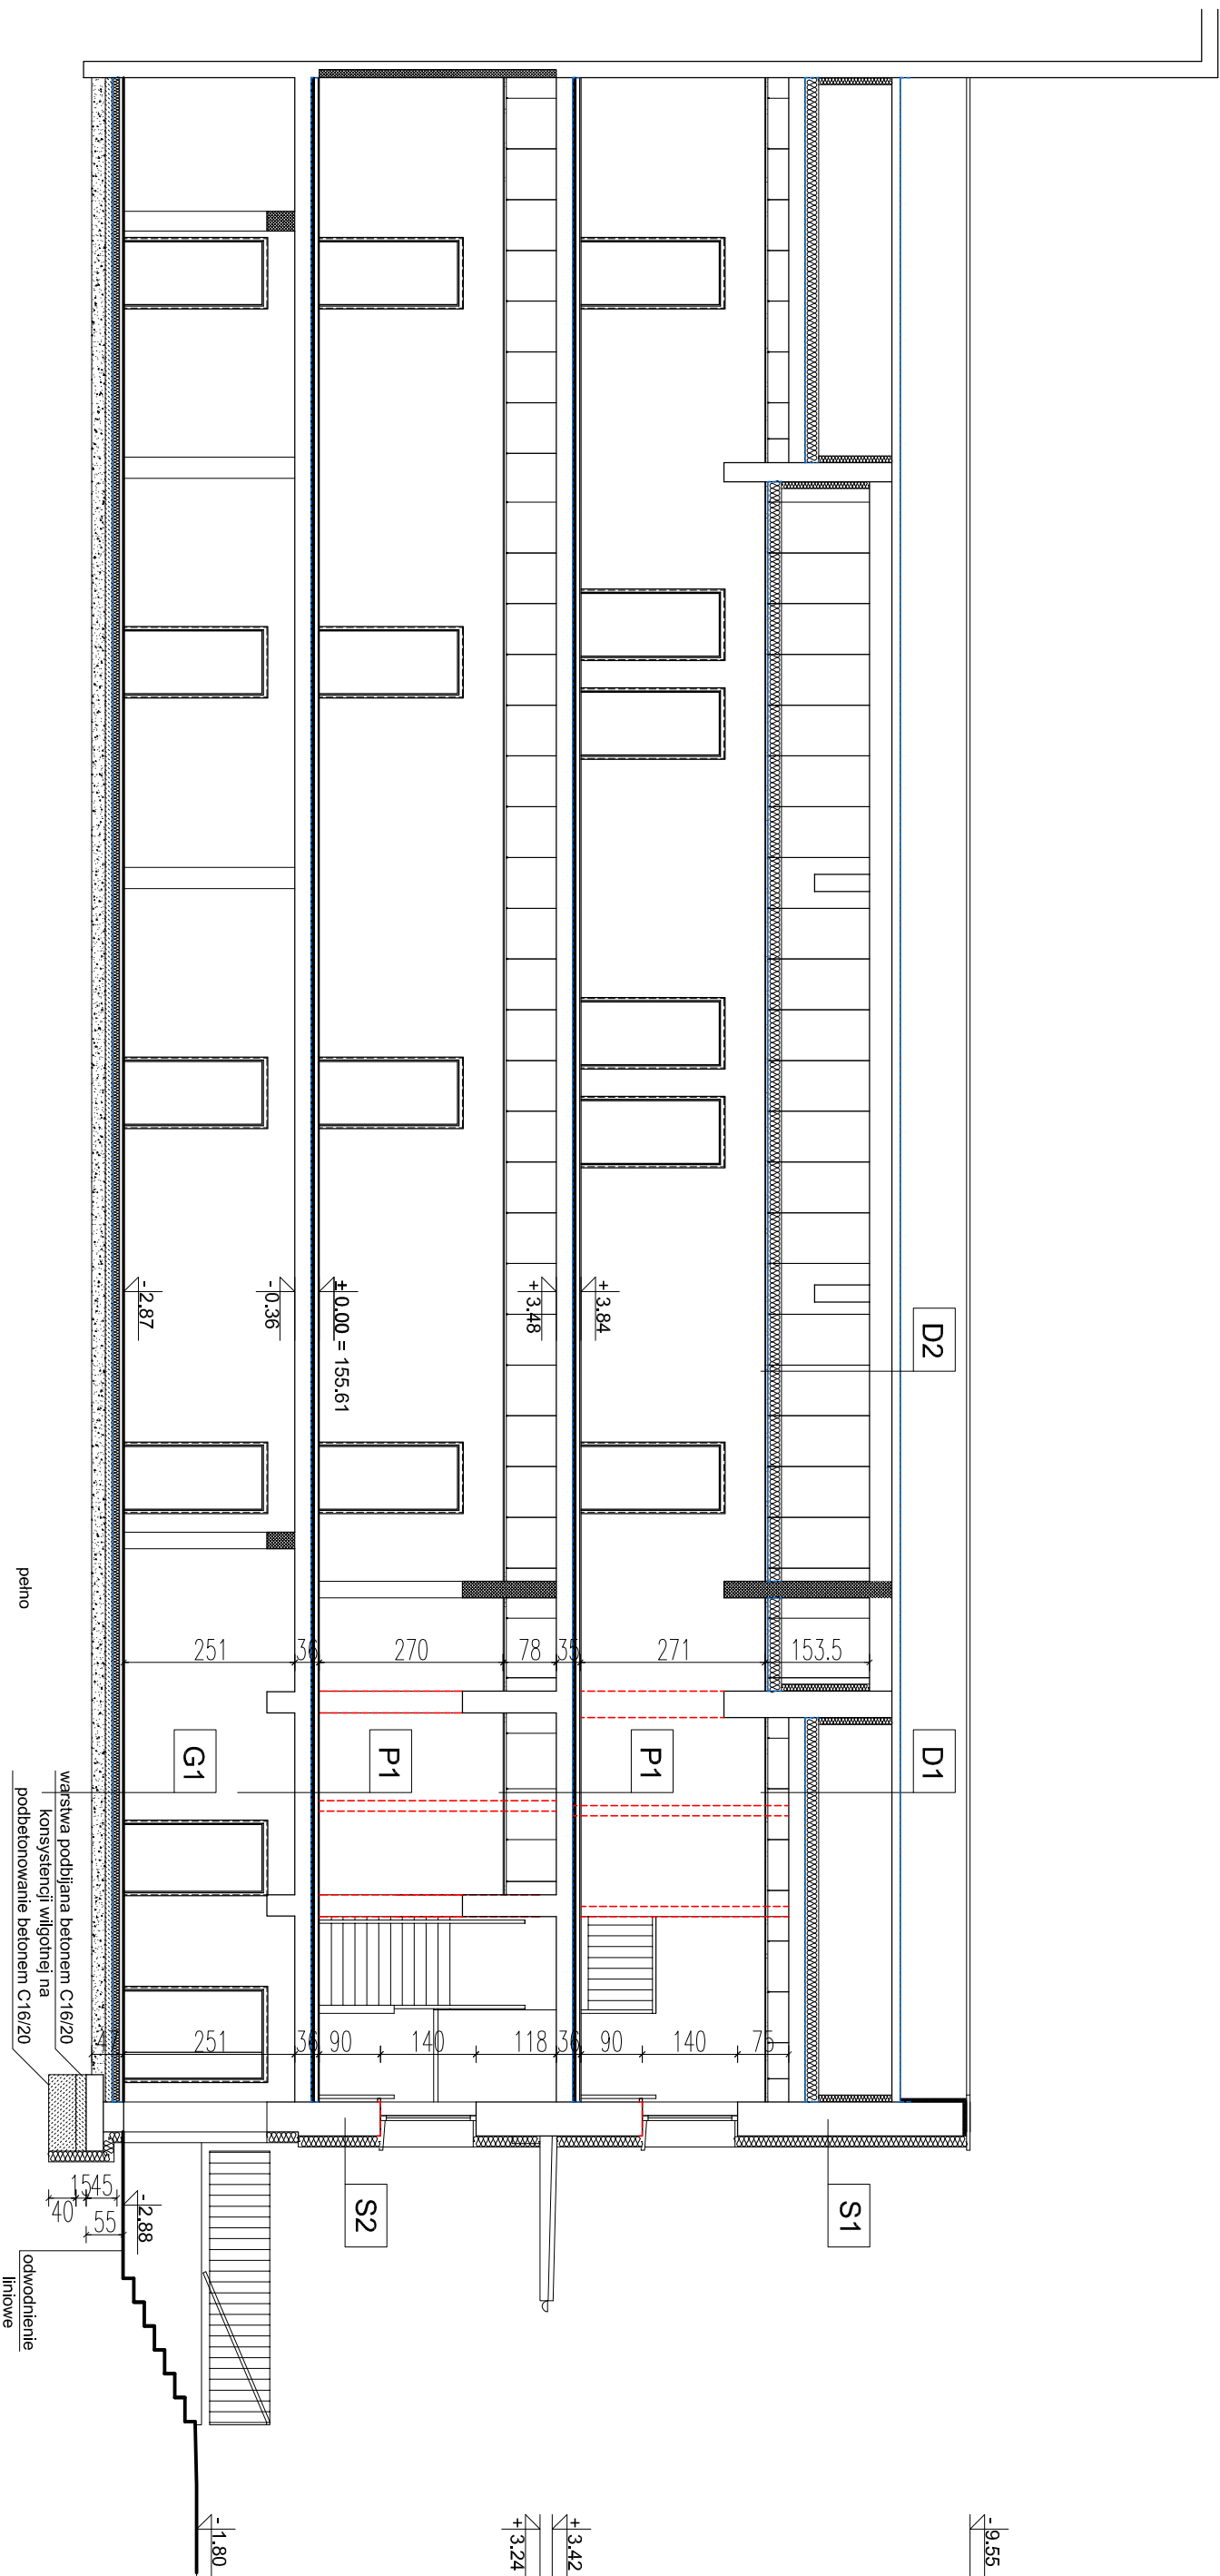 D2
D1
S1
S2
P1
P1
G1
+ 3.84
+ 3.48
± 0.00 = 155.61
- 0.36
- 2.87
153.5
271
35
78
270
36
251
75
140
90
36
118
140
90
36
251
47
- 9.55
+ 3.42
+ 3.24
- 1.80
- 2.88
45
15
40
55
odwodnienie
liniowe
warstwa podbijana betonem C16/20
konsystencji wilgotnej na
pełno
podbetonowanie betonem C16/20